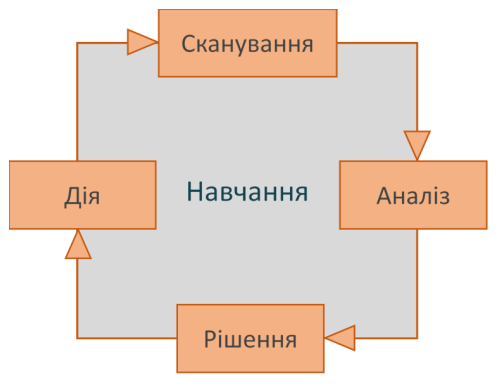 Сканування
Дія
Навчання
Аналіз
Рішення